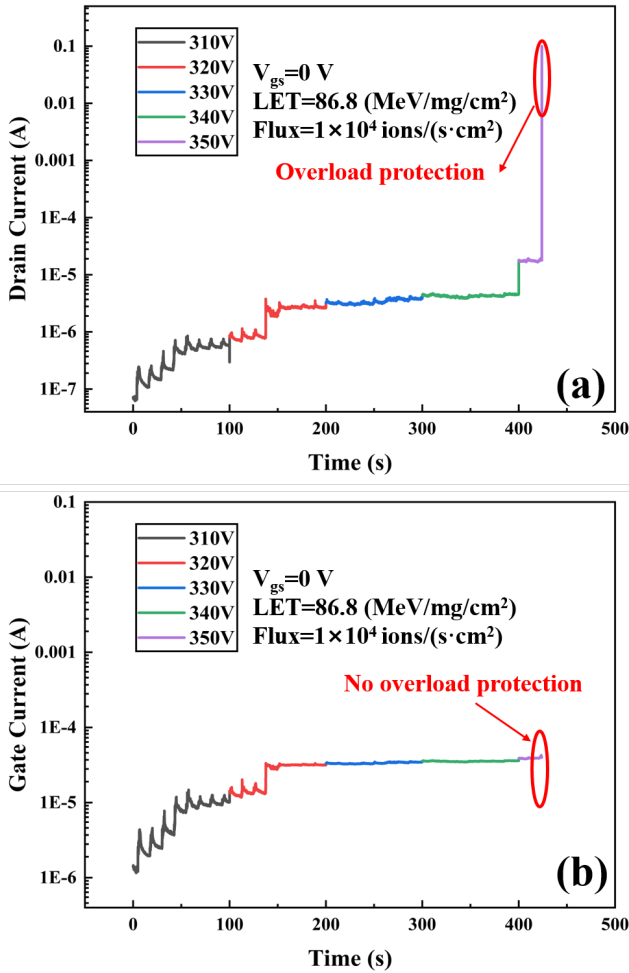 0.1
0.01
0.001
1E-4
1E-5
1E-6
1E-7
Drain Current (A)
310V
320V
330V
340V
350V
V_gs=0 V
LET=86.8 (MeV/mg/cm²)
Flux=1×10⁴ ions/(s·cm²)
Overload protection
(a)
0 100 200 300 400 500
Time (s)
0.1
0.01
0.001
1E-4
1E-5
1E-6
Gate Current (A)
310V
320V
330V
340V
350V
V_gs=0 V
LET=86.8 (MeV/mg/cm²)
Flux=1×10⁴ ions/(s·cm²)
No overload protection
(b)
0 100 200 300 400 500
Time (s)